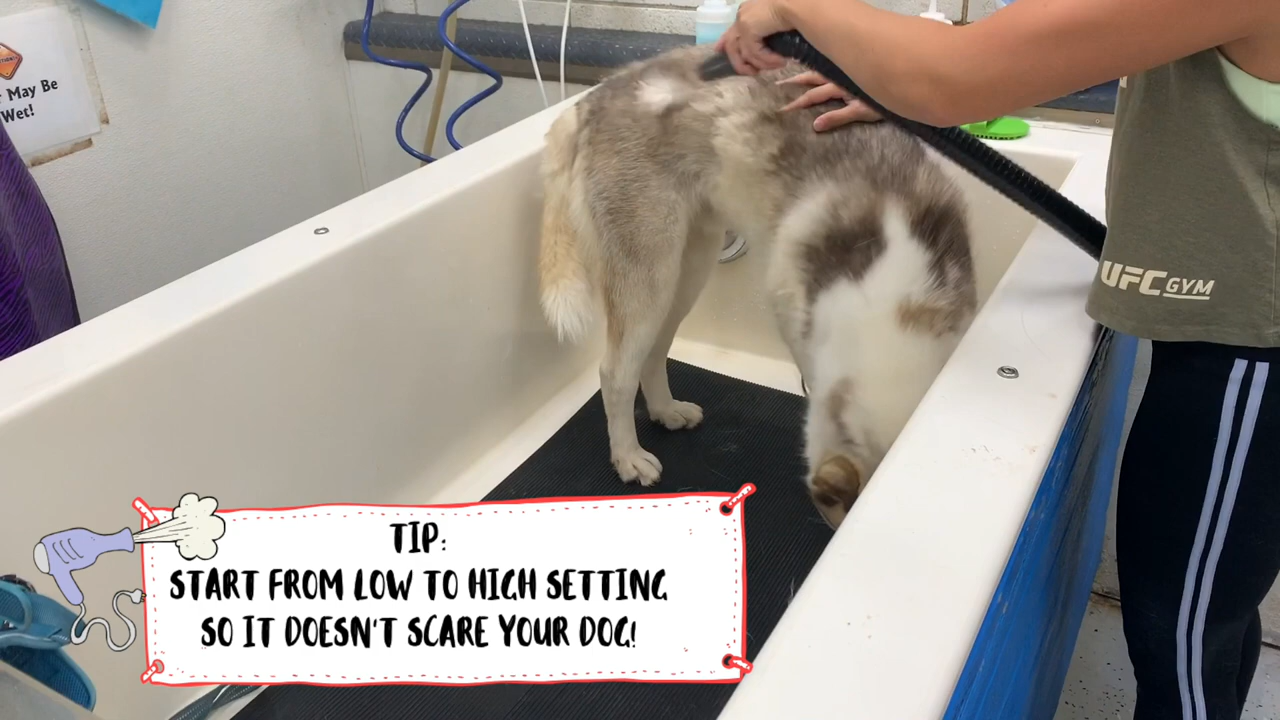 May Be
Wet!
UFC GYM
TIP:
START FROM LOW TO HIGH SETTING
SO IT DOESN'T SCARE YOUR DOG!